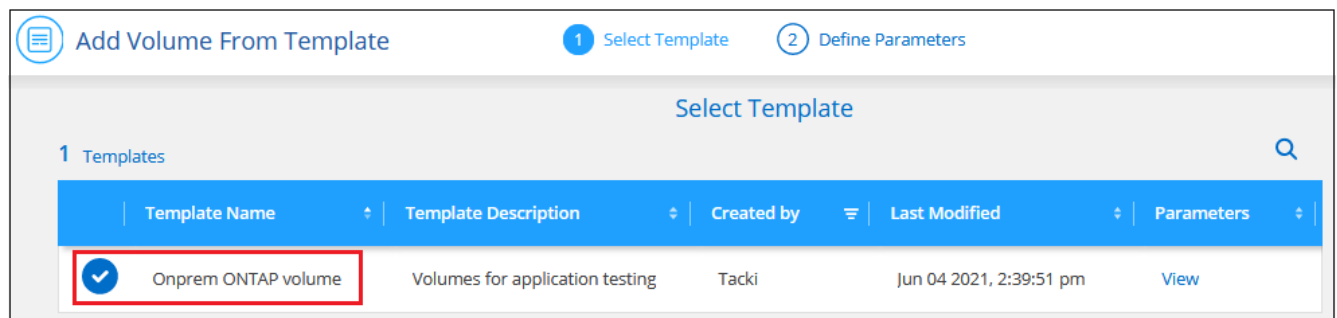 Add Volume From Template
1 Select Template 2 Define Parameters
Select Template
1 Templates
Template Name Template Description Created by Last Modified Parameters
Onprem ONTAP volume Volumes for application testing Tacki Jun 04 2021, 2:39:51 pm View